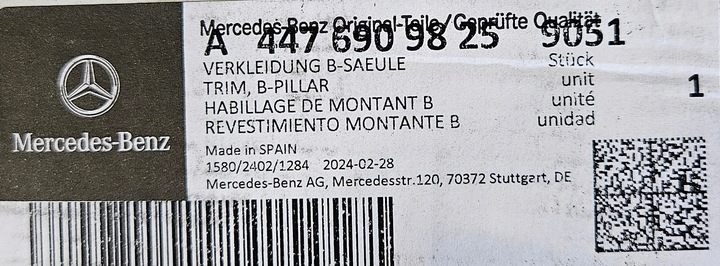 Mercedes-Benz Original-Teile/Geprüfte Qualität
A 447 690 98 25 9051
VERKLEIDUNG B-SAEULE Stück
TRIM, B-PILLAR unit 1
HABILLAGE DE MONTANT B unité
REVESTIMIENTO MONTANTE B unidad
Mercedes-Benz
Made in SPAIN
1580/2402/1284 2024-02-28
Mercedes-Benz AG, Mercedesstr.120, 70372 Stuttgart, DE